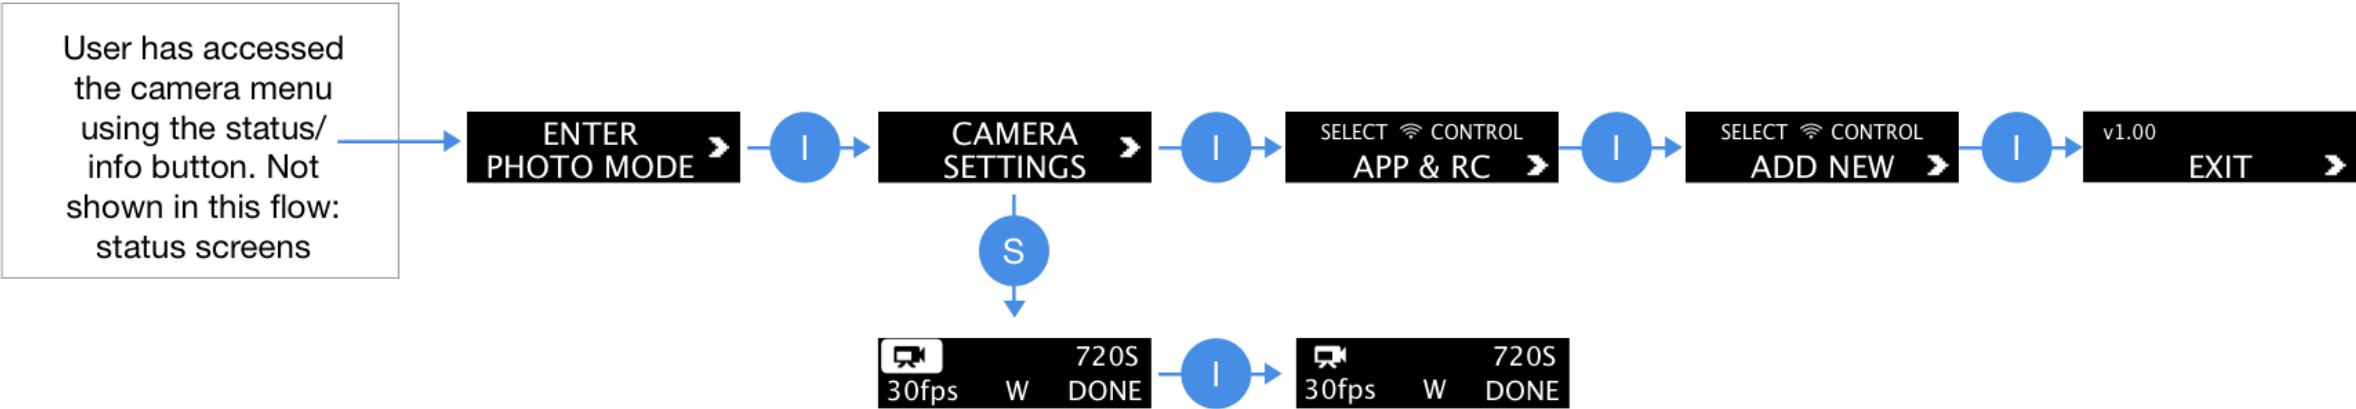 User has accessed
the camera menu
using the status/
info button. Not
shown in this flow:
status screens
ENTER
PHOTO MODE
I
CAMERA
SETTINGS
I
SELECT CONTROL
APP & RC
I
SELECT CONTROL
ADD NEW
I
v1.00
EXIT
S
720S
30fps W DONE
I
720S
30fps W DONE